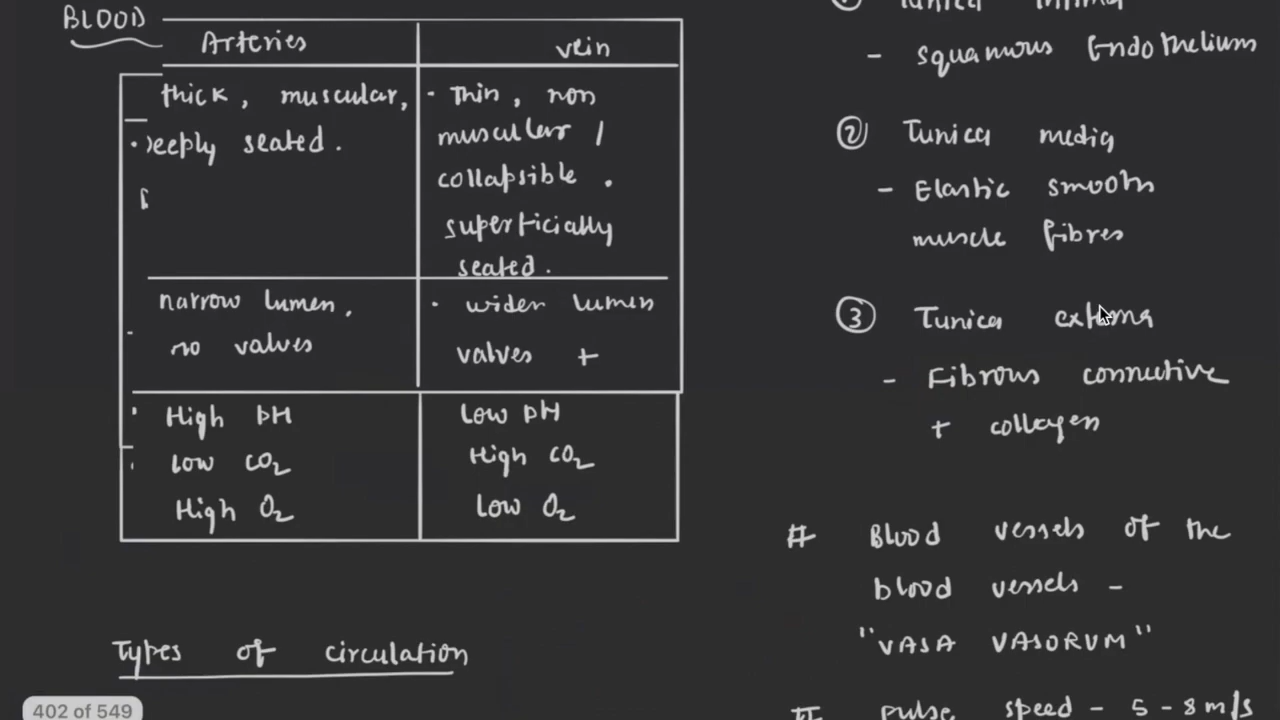 BLOOD
Arteries vein
thick, muscular,
Deeply seated.
· Thin, non
muscular /
collapsible.
superficially
seated.
narrow lumen.
no valves
· wider lumen
valves +
High pH
Low CO₂
High O₂
Low pH
High CO₂
Low O₂
Types of circulation
402 of 549
Tunica intima
- squamous Endothelium
② Tunica media
- Elastic smooth
muscle fibres
③ Tunica externa
- Fibrous connective
+ collagen
# Blood vessels of the
blood vessels -
"VASA VASORUM"
# pulse speed - 5 - 8 m/s